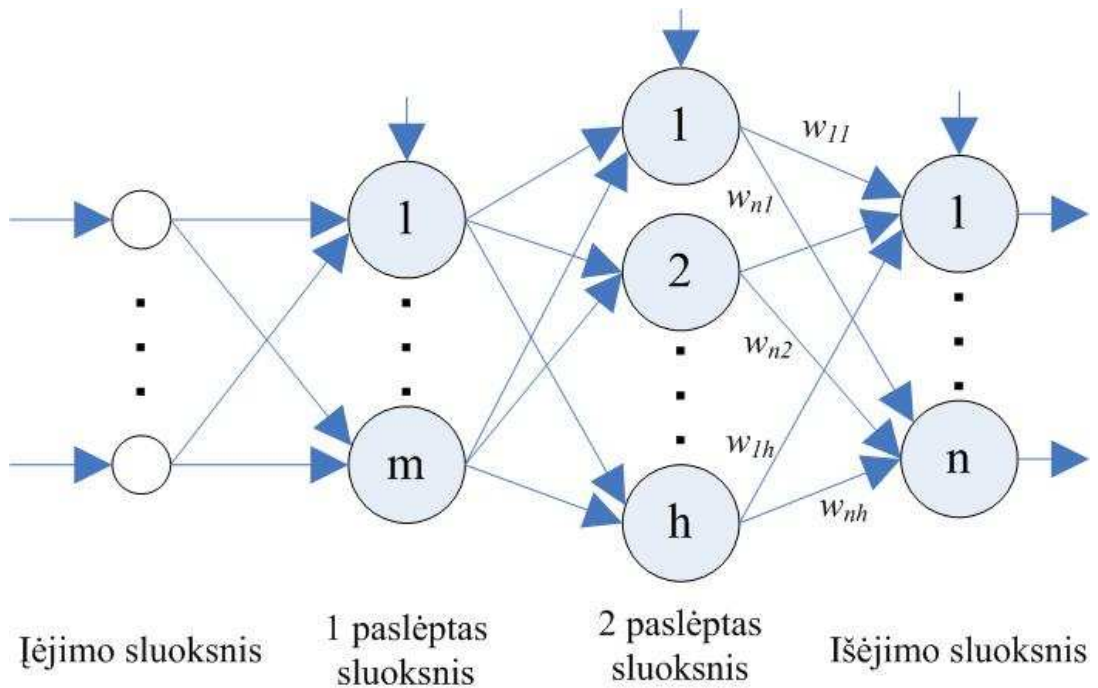 1
w11
1
wn1
1
2
m
wn2
w1h
n
wnh
h
Įėjimo sluoksnis
1 paslėptas
sluoksnis
2 paslėptas
sluoksnis
Išėjimo sluoksnis